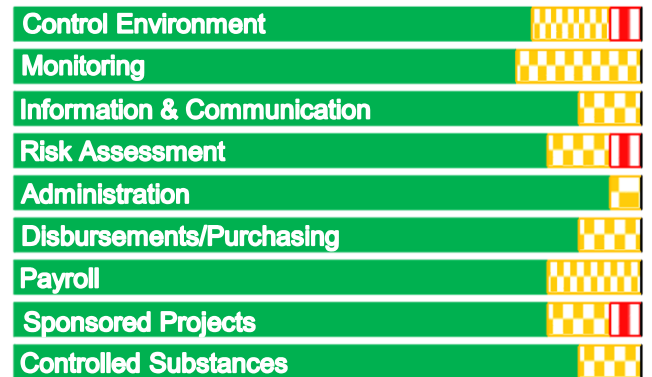 Control Environment
Monitoring
Information & Communication
Risk Assessment
Administration
Disbursements/Purchasing
Payroll
Sponsored Projects
Controlled Substances